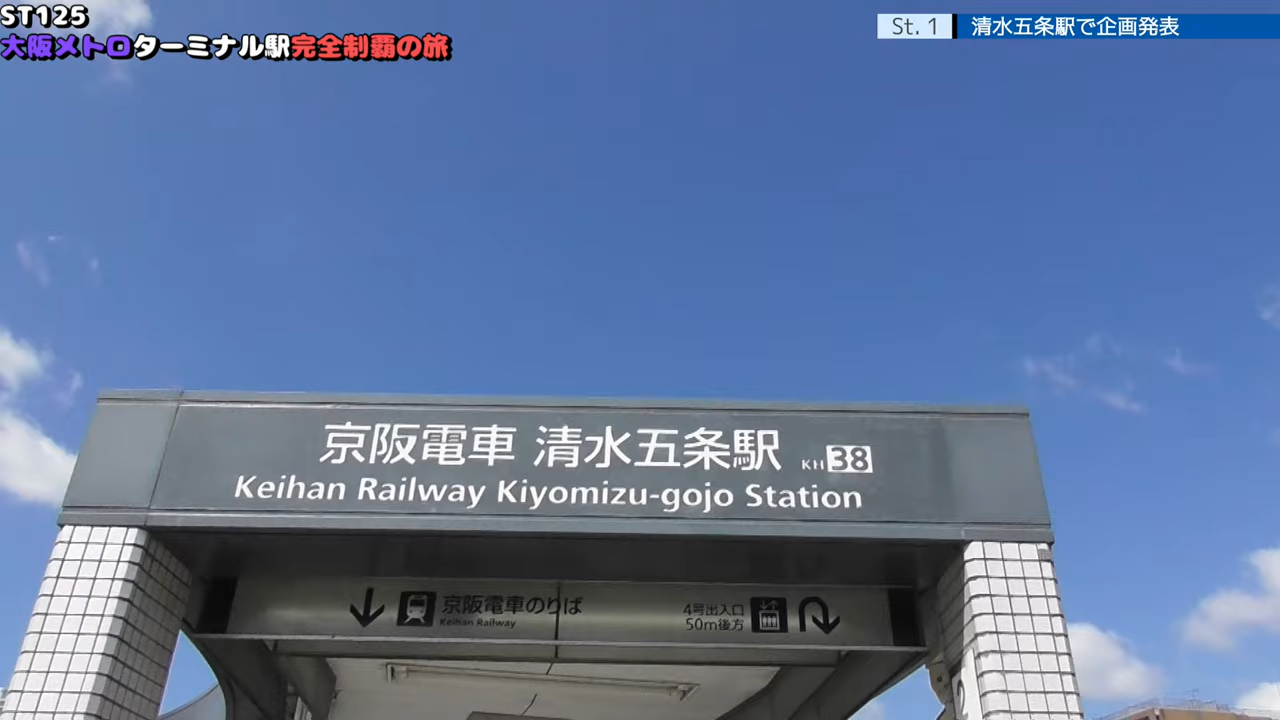 ST125
大阪メトロターミナル駅完全制覇の旅
St. 1 清水五条駅で企画発表
京阪電車 清水五条駅 KH38
Keihan Railway Kiyomizu-gojo Station
京阪電車のりば
Keihan Railway
4号出入口
50m後方